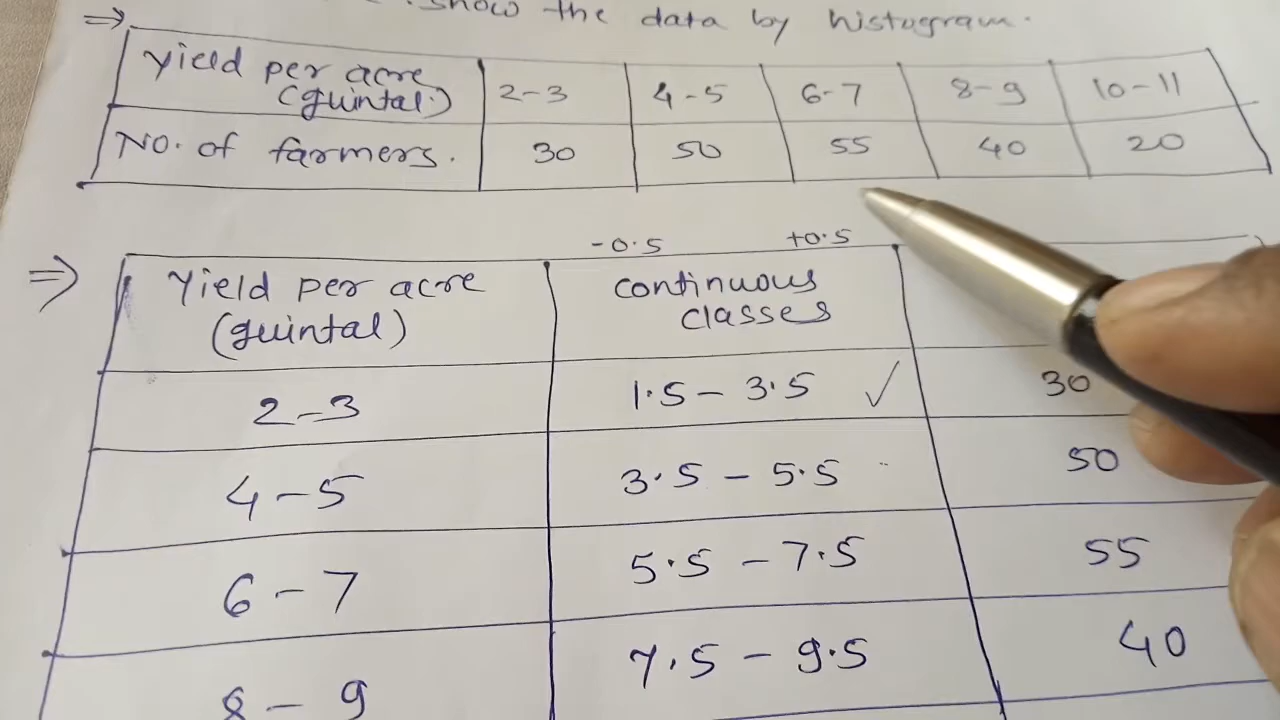 ⇒ show the data by histogram.
Yield per acre (quintal.) 2-3 4-5 6-7 8-9 10-11
No. of farmers. 30 50 55 40 20
-0.5 +0.5
⇒ Yield per acre (quintal) continuous classes
2-3 1.5 - 3.5 ✓ 30
4-5 3.5 - 5.5 50
6-7 5.5 - 7.5 55
8-9 7.5 - 9.5 40